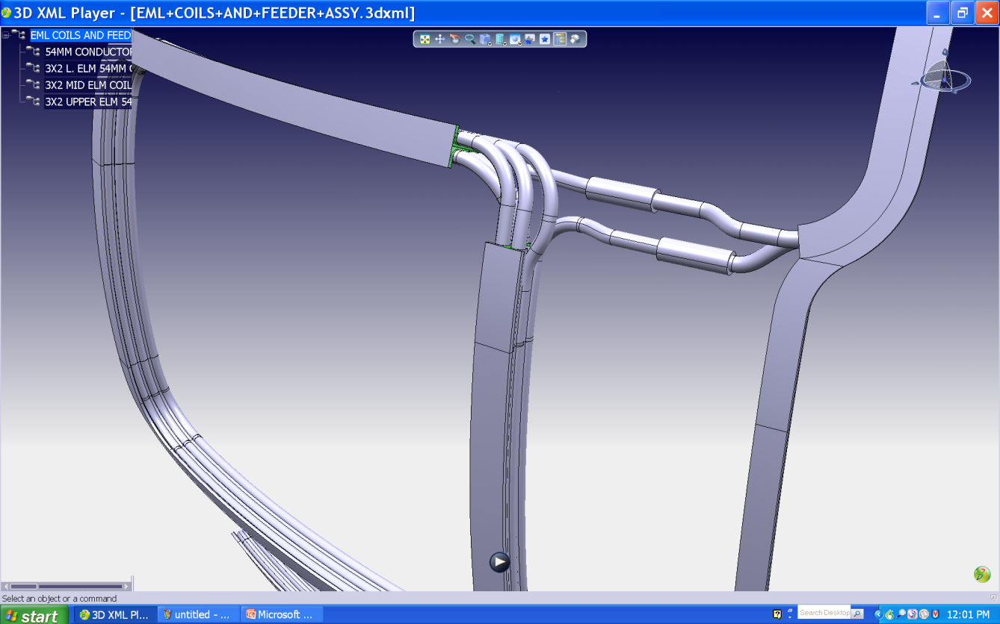 3D XML Player - [EML+COILS+AND+FEEDER+ASSY.3dxml]
EML COILS AND FEED
54MM CONDUCTOR
3X2 L. ELM 54MM
3X2 MID ELM COIL
3X2 UPPER ELM 54
Select an object or a command
start
3D XML Pl...
untitled - ...
Microsoft ...
Search Desktop
12:01 PM